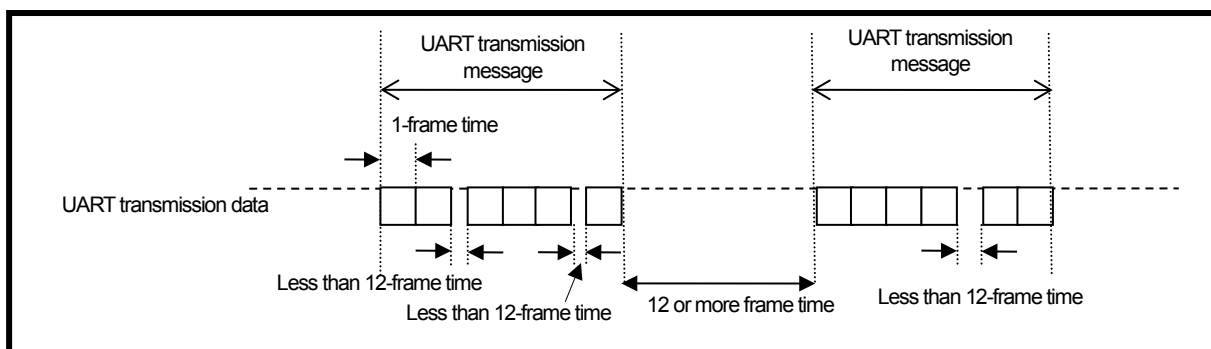 UART transmission
message
UART transmission
message
1-frame time
UART transmission data
Less than 12-frame time
Less than 12-frame time
12 or more frame time
Less than 12-frame time